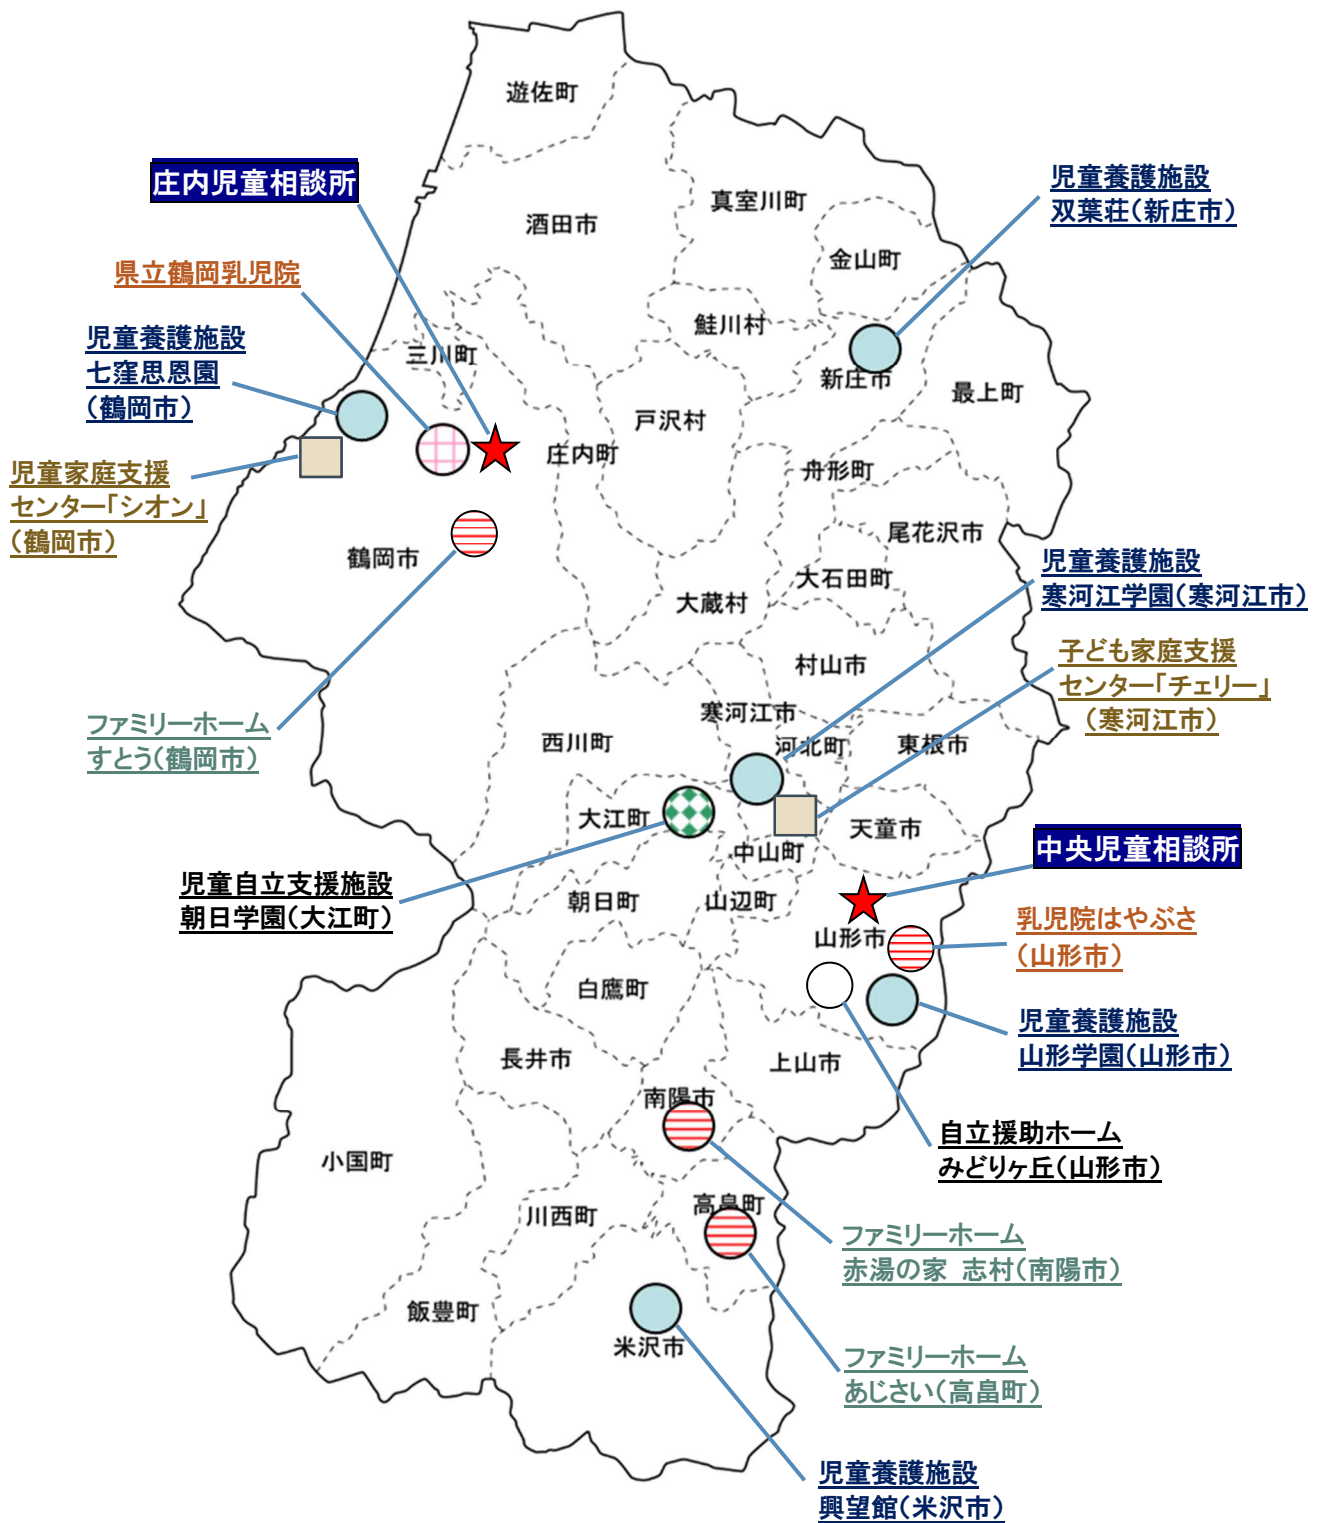 遊佐町
庄内児童相談所
児童養護施設
双葉荘（新庄市）
真室川町
酒田市
金山町
県立鶴岡乳児院
鮭川村
児童養護施設
七窪思恩園
（鶴岡市）
三川町
新庄市
最上町
戸沢村
庄内町
舟形町
児童家庭支援
センター「シオン」
（鶴岡市）
尾花沢市
鶴岡市
大石田町
児童養護施設
寒河江学園（寒河江市）
大蔵村
村山市
子ども家庭支援
センター「チェリー」
（寒河江市）
寒河江市
ファミリーホーム
すとう（鶴岡市）
西川町
河北町
東根市
大江町
天童市
中央児童相談所
中山町
児童自立支援施設
朝日学園（大江町）
朝日町
山辺町
山形市
乳児院はやぶさ
（山形市）
白鷹町
児童養護施設
山形学園（山形市）
長井市
上山市
南陽市
自立援助ホーム
みどりヶ丘（山形市）
小国町
高畠町
川西町
ファミリーホーム
赤湯の家 志村（南陽市）
飯豊町
米沢市
ファミリーホーム
あじさい（高畠町）
児童養護施設
興望館（米沢市）